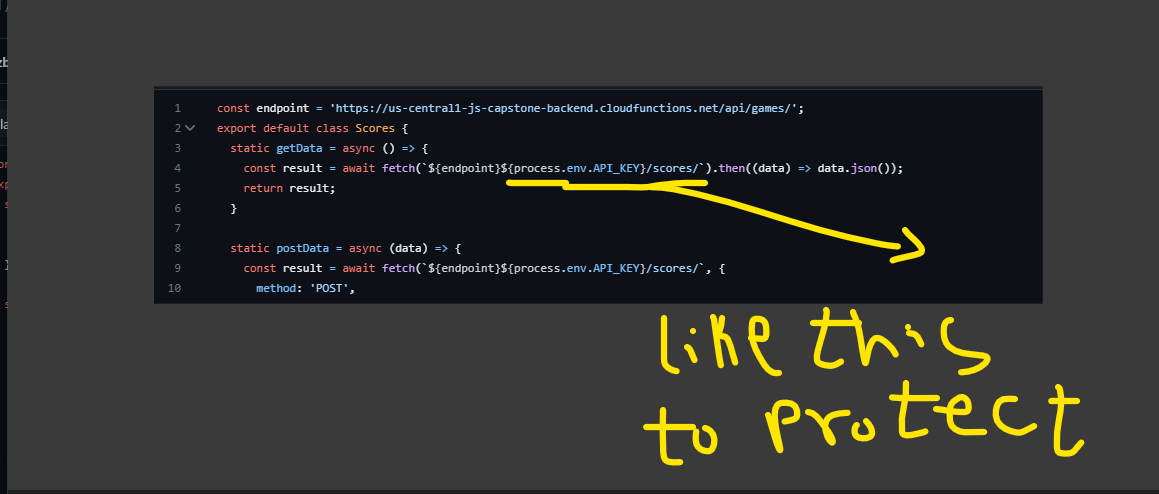 zb
la
1 const endpoint = 'https://us-central1-js-capstone-backend.cloudfunctions.net/api/games/';
2 export default class Scores {
3 static getData = async () => {
4 const result = await fetch(`${endpoint}${process.env.API_KEY}/scores/`).then((data) => data.json());
5 return result;
6 }
7
8 static postData = async (data) => {
9 const result = await fetch(`${endpoint}${process.env.API_KEY}/scores/`, {
10 method: 'POST',
like this
to protect